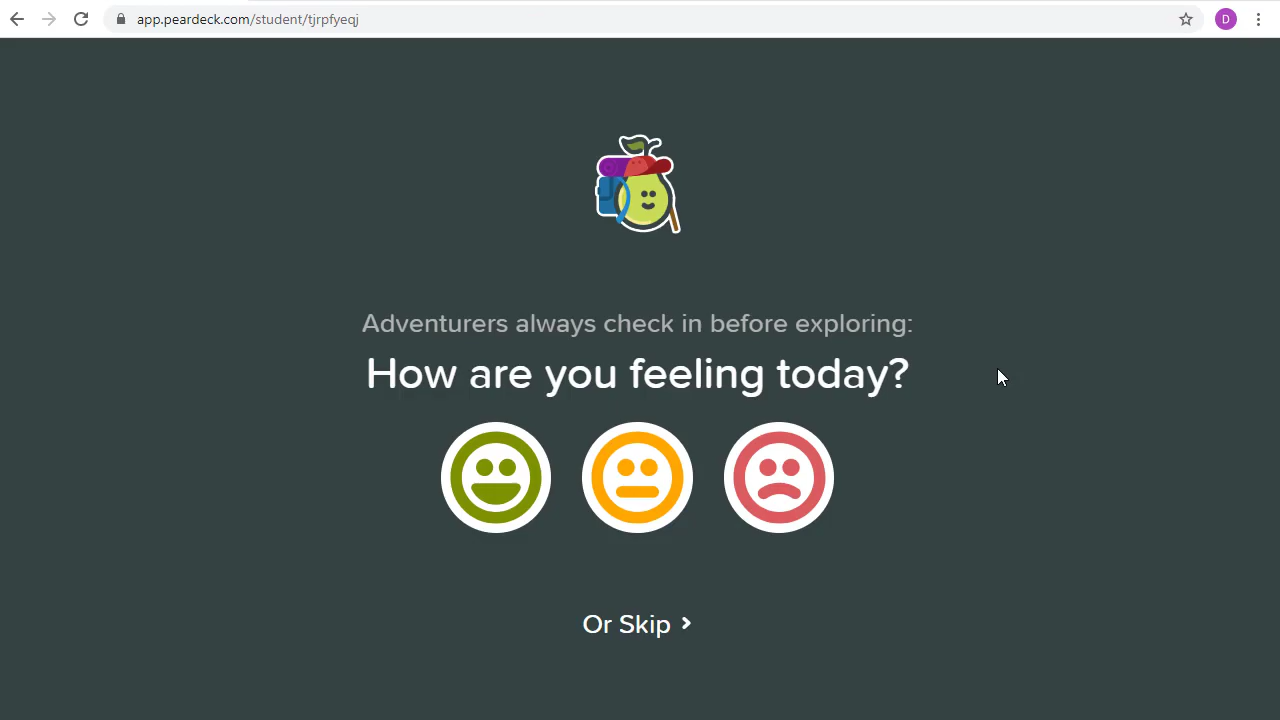 app.peardeck.com/student/tjrpfyeqj
D
Adventurers always check in before exploring:
How are you feeling today?
Or Skip >